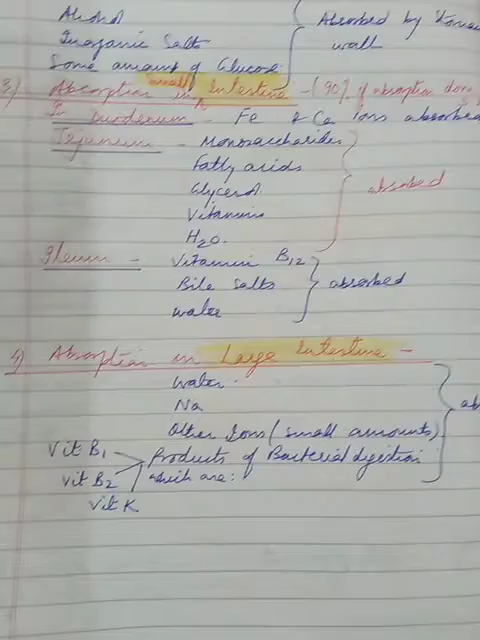 Alcohol
Inorganic Salts
Some amount of Glucose
Absorbed by Stomac
wall
3) Absorption in small Intestine - (90% of absorption done
In Duodenum - Fe & Ca Ions absorbed
Jejunum - Monosaccharides
Fatty acids
Glycerol
Vitamins
H2O
absorbed
Ileum - Vitamin B12
Bile Salts
water
absorbed
4) Absorption in Large Intestine -
Water
Na
Other Ions (small amounts)
Vit B1 Products of Bacterial digestion
Vit B2 which are:
Vit K
ab